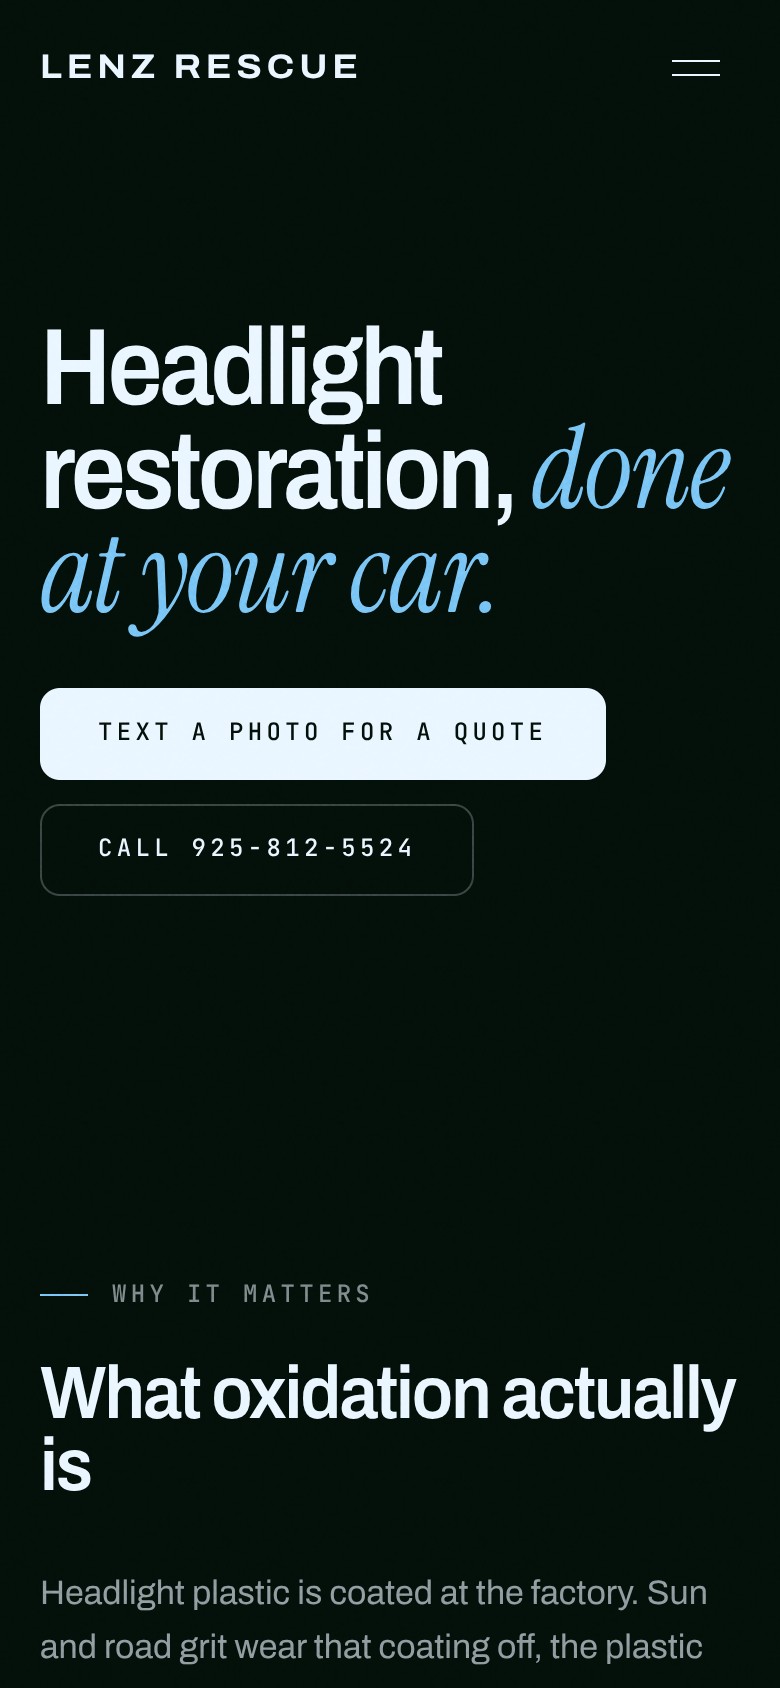 LENZ RESCUE
Headlight
restoration, done
at your car.
TEXT A PHOTO FOR A QUOTE
CALL 925-812-5524
WHY IT MATTERS
What oxidation actually
is
Headlight plastic is coated at the factory. Sun
and road grit wear that coating off, the plastic